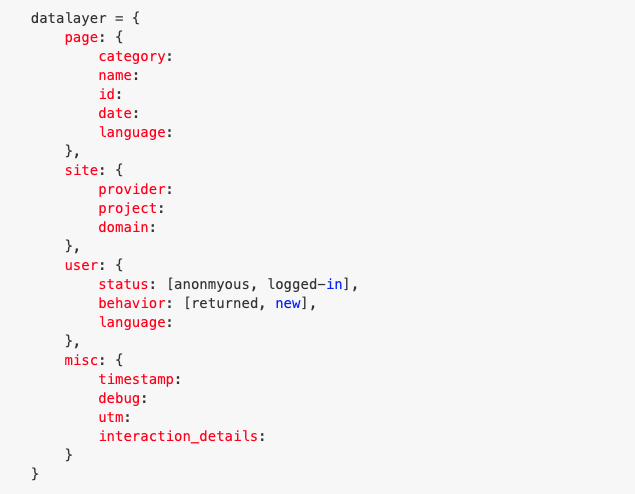 datalayer = {
    page: {
        category:
        name:
        id:
        date:
        language:
    },
    site: {
        provider:
        project:
        domain:
    },
    user: {
        status: [anonmyous, logged-in],
        behavior: [returned, new],
        language:
    },
    misc: {
        timestamp:
        debug:
        utm:
        interaction_details:
    }
}